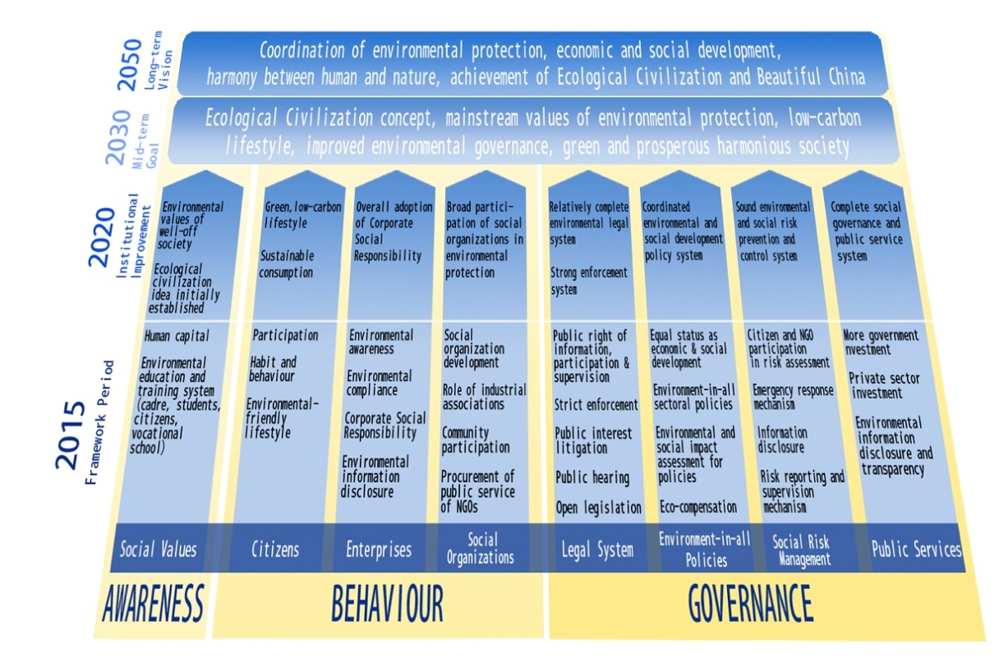 2050
Long-term
Vision
Coordination of environmental protection, economic and social development,
harmony between human and nature, achievement of Ecological Civilization and Beautiful China
2030
Mid-term
Goal
Ecological Civilization concept, mainstream values of environmental protection, low-carbon
lifestyle, improved environmental governance, green and prosperous harmonious society
2020
Institutional
Improvement
Environmental
values of
well-off
society
Ecological
civilization
idea initially
established
Green, low-carbon
lifestyle
Sustainable
consumption
Overall adoption
of Corporate
Social
Responsibility
Broad partici-
pation of social
organizations in
environmental
protection
Relatively complete
environmental legal
system
Strong enforcement
system
Coordinated
environmental and
social development
policy system
Sound environmental
and social risk
prevention and
control system
Complete social
governance and
public service
system
2015
Framework Period
Human capital
Environmental
education and
training system
(cadre, students,
citizens,
vocational
school)
Participation
Habit and
behaviour
Environmental-
friendly
lifestyle
Environmental
awareness
Environmental
compliance
Corporate Social
Responsibility
Environmental
information
disclosure
Social
organization
development
Role of industrial
associations
Community
participation
Procurement of
public service
of NGOs
Public right of
information,
participation &
supervision
Strict enforcement
Public interest
litigation
Public hearing
Open legislation
Equal status as
economic & social
development
Environment-in-all
sectoral policies
Environmental and
social impact
assessment for
policies
Eco-compensation
Citizen and NGO
participation
in risk assessment
Emergency response
mechanism
Information
disclosure
Risk reporting and
supervision
mechanism
More government
nvestment
Private sector
investment
Environmental
information
disclosure and
transparency
Social Values
Citizens
Enterprises
Social
Organizations
Legal System
Environment-in-all
Policies
Social Risk
Management
Public Services
AWARENESS
BEHAVIOUR
GOVERNANCE